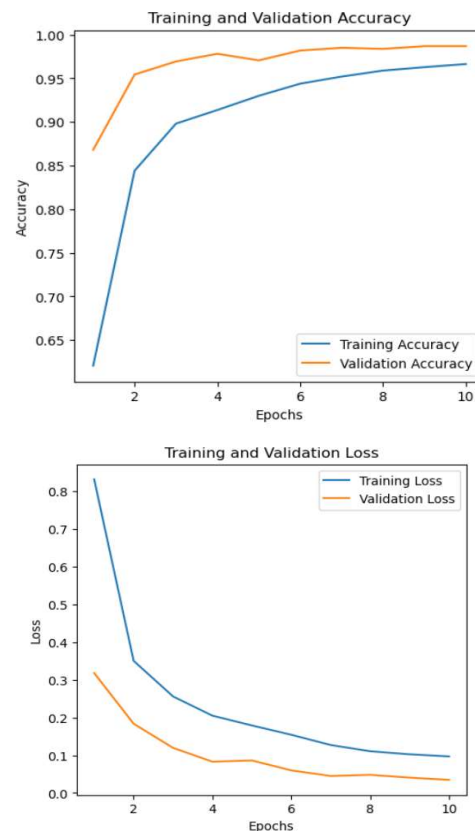 Training and Validation Accuracy
1.00
0.95
0.90
0.85
0.80
0.75
0.70
0.65
Accuracy
Training Accuracy
Validation Accuracy
2 4 6 8 10
Epochs
Training and Validation Loss
0.8
0.7
0.6
0.5
0.4
0.3
0.2
0.1
0.0
Loss
Training Loss
Validation Loss
2 4 6 8 10
Epochs